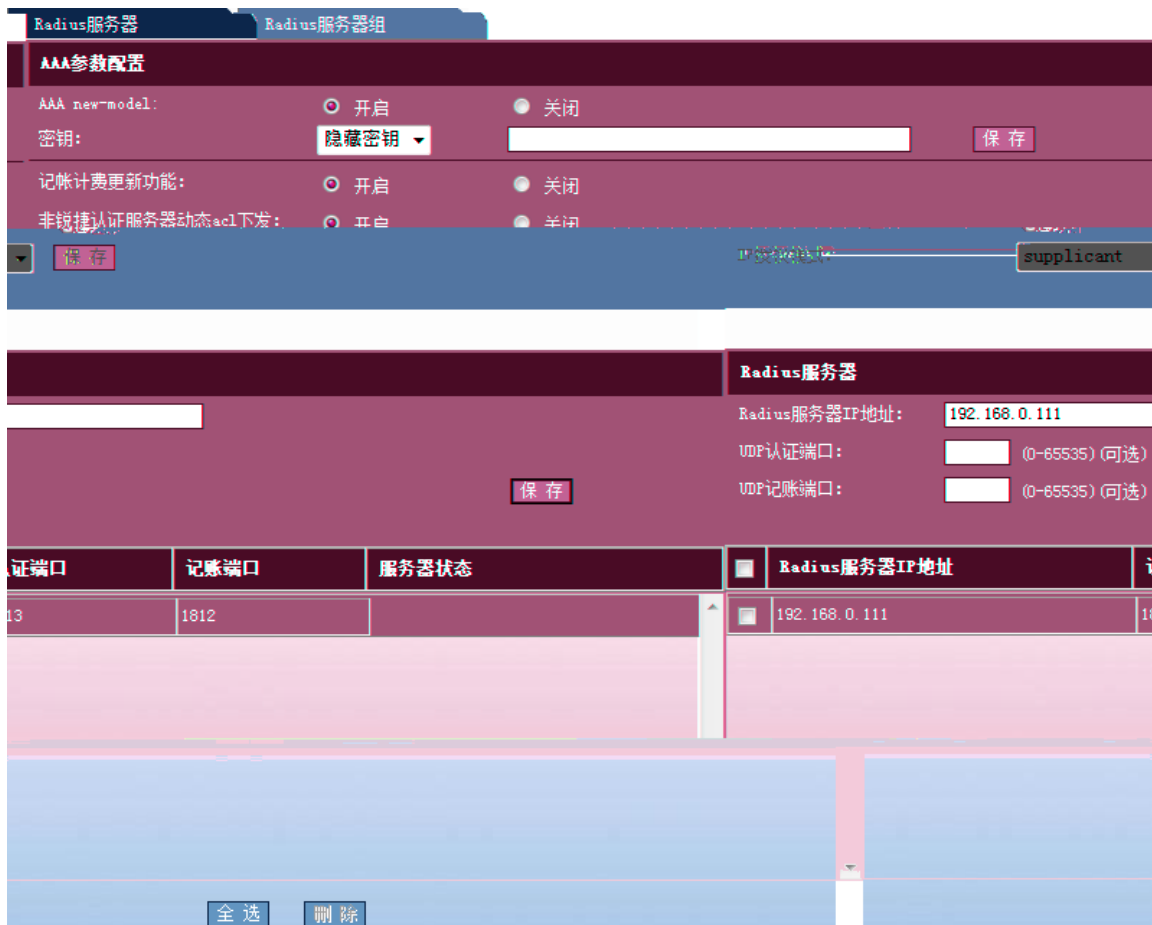 Radius服务器 Radius服务器组
AAA参数配置
AAA new-model: 开启 关闭
密钥: 隐藏密钥 保 存
记帐计费更新功能: 开启 关闭
非锐捷认证服务器动态acl下发: 开启 关闭
保 存 supplicant
Radius服务器
Radius服务器IP地址: 192.168.0.111
UDP认证端口: (0-65535)(可选)
UDP记账端口: (0-65535)(可选)
保 存
证端口 记账端口 服务器状态 Radius服务器IP地址
13 1812 192.168.0.111
全 选 删 除